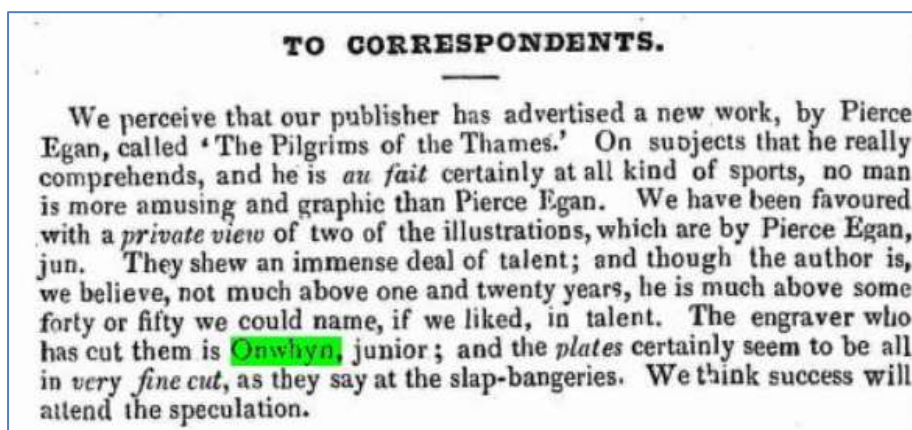 TO CORRESPONDENTS.
We perceive that our publisher has advertised a new work, by Pierce
Egan, called ‘The Pilgrims of the Thames.’ On suojects that he really
comprehends, and he is au fait certainly at all kind of sports, no man
is more amusing and graphic than Pierce Egan. We have been favoured
with a private view of two of the illustrations, which are by Pierce Egan,
jun. They shew an immense deal of talent; and though the author is,
we believe, not much above one and twenty years, he is much above some
forty or fifty we could name, if we liked, in talent. The engraver who
has cut them is Onwhyn, junior; and the plates certainly seem to be all
in very fine cut, as they say at the slap-bangeries. We think success will
attend the speculation.